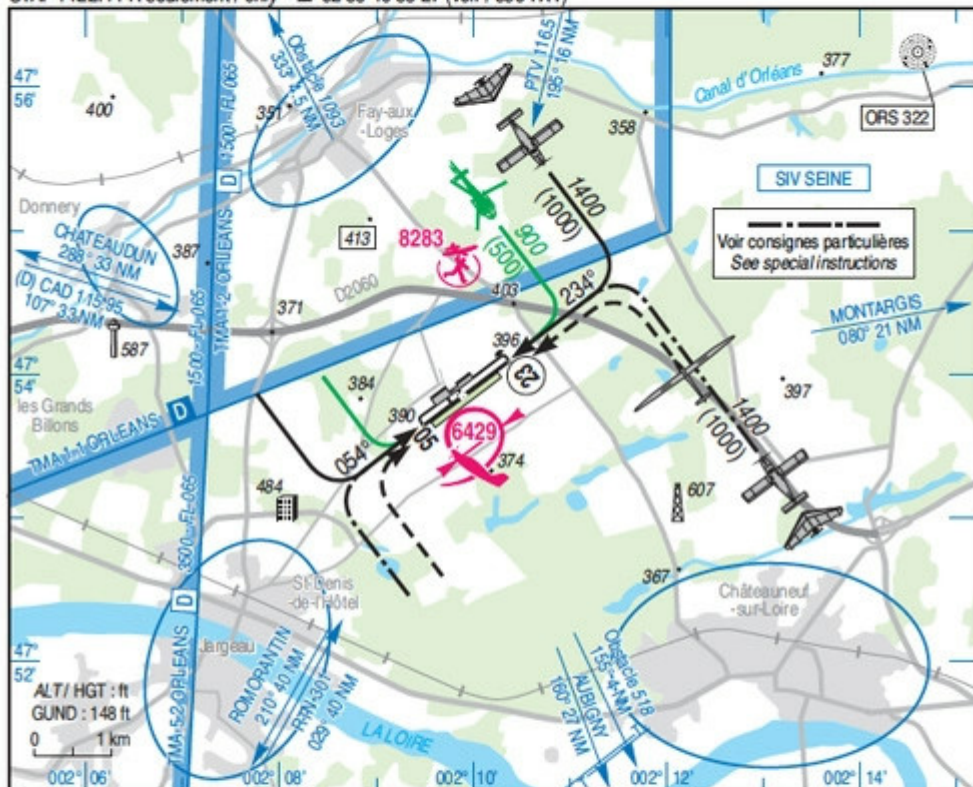 47°
56'
400
Obstacle 1093
333° 4.5 NM
351
Fay-aux
-Loges
PTV 116.5
195° 16 NM
377
Canal d'Orléans
358
ORS 322
1500 - FL 065
D
TMA 1-2 ORLEANS
SIV SEINE
Voir consignes particulières
See special instructions
Donnery
CHATEAUDUN
288° 33 NM
(D) CAD 115.95
107° 33 NM
387
413
8283
900
(500)
1400
(1000)
234°
403
D2060
371
587
MONTARGIS
080° 21 NM
47°
54'
les Grands
Billons
TMA 1-1 ORLEANS
D
1500 - FL 065
384
396
23
390
05
054°
6429
374
397
1400
(1000)
484
607
3500 - FL 065
D
TMA 5-2 ORLEANS
St-Denis
-de-l'Hôtel
Jargeau
367
Châteauneuf
-sur-Loire
47°
52'
ROMORANTIN
210° 40 NM
029° 40 NM
Obstacle 518
AUBIGNY
160° 27 NM
LA LOIRE
ALT / HGT : ft
GUND : 148 ft
0 1 km
002° 06'
002° 08'
002° 10'
002° 12'
002° 14'